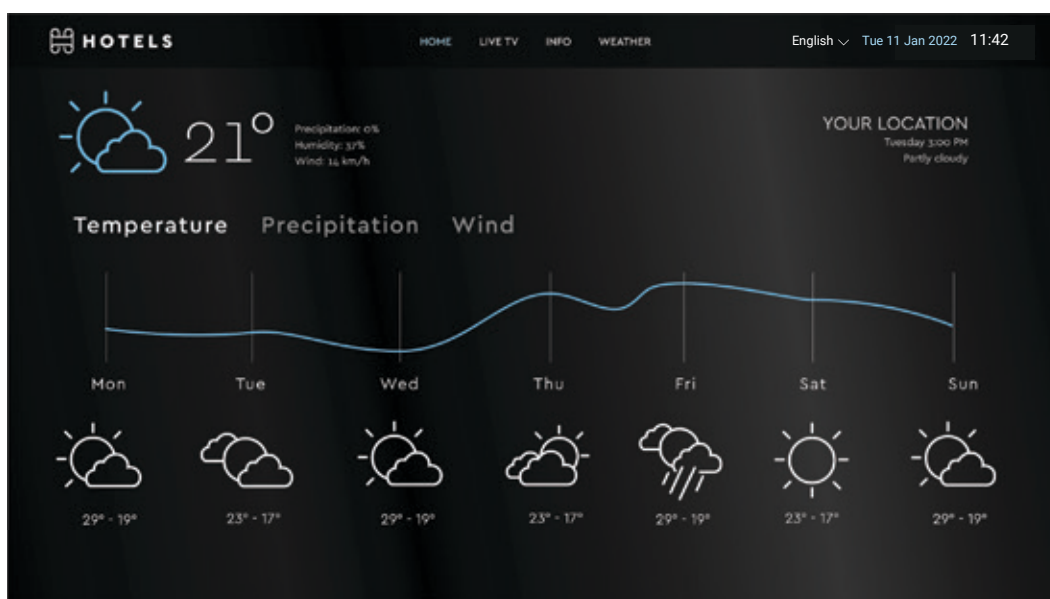 HOTELS HOME LIVE TV INFO WEATHER English Tue 11 Jan 2022 11:42
21°
Precipitation: 0%
Humidity: 37%
Wind: 14 km/h
YOUR LOCATION
Tuesday 3:00 PM
Partly cloudy
Temperature Precipitation Wind
Mon Tue Wed Thu Fri Sat Sun
29° - 19° 23° - 17° 29° - 19° 23° - 17° 29° - 19° 23° - 17° 29° - 19°